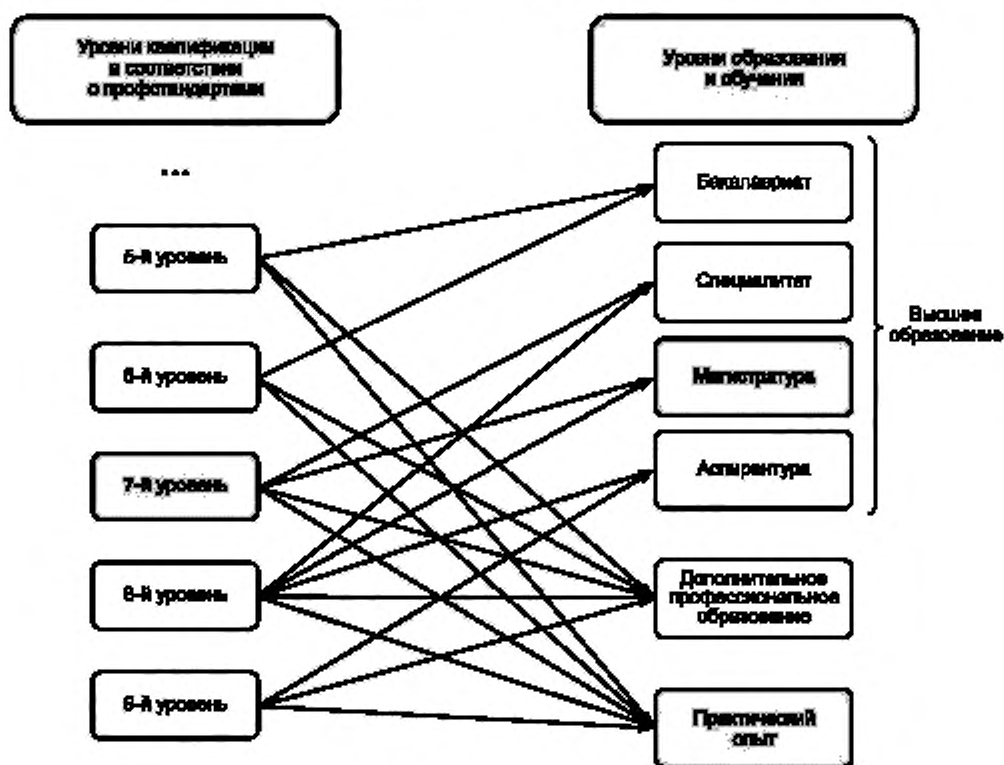 Уровни квалификации
в соответствии
с профстандартами
Уровни образования
и обучения
...
5-й уровень
6-й уровень
7-й уровень
8-й уровень
9-й уровень
Бакалавриат
Специалитет
Магистратура
Аспирантура
Высшее
образование
Дополнительное
профессиональное
образование
Практический
опыт